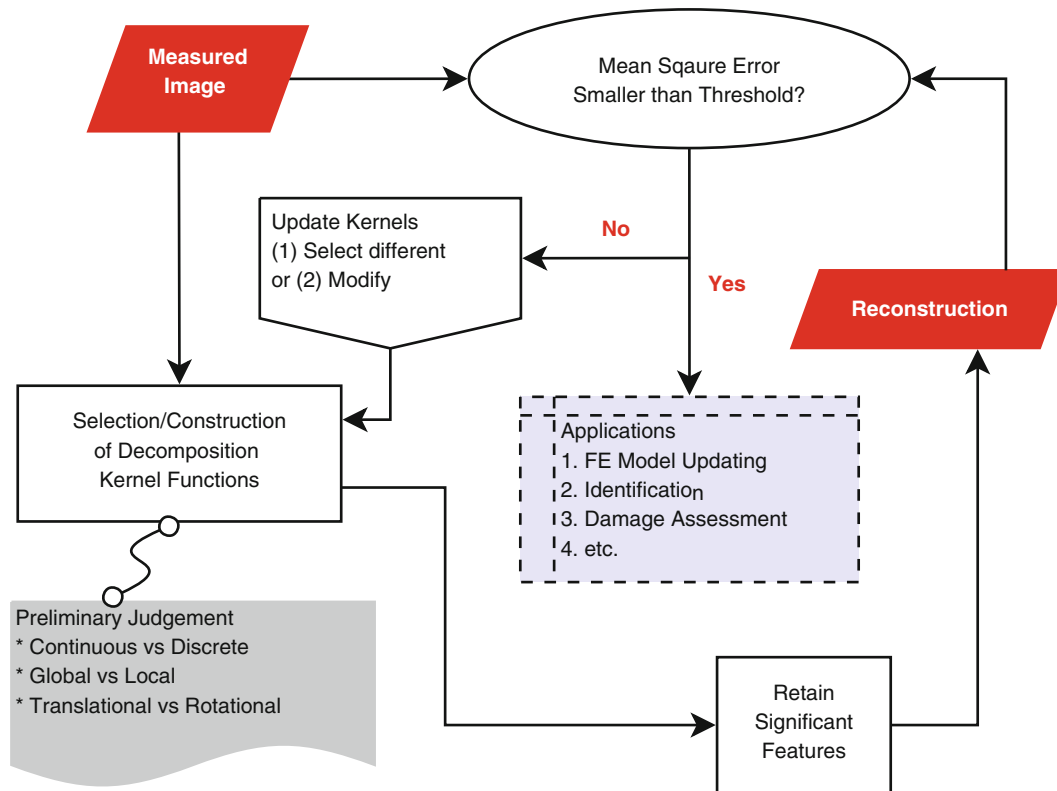 Measured
Image
Mean Sqaure Error
Smaller than Threshold?
Update Kernels
(1) Select different
or (2) Modify
No
Yes
Reconstruction
Selection/Construction
of Decomposition
Kernel Functions
Applications
1. FE Model Updating
2. Identification
3. Damage Assessment
4. etc.
Preliminary Judgement
* Continuous vs Discrete
* Global vs Local
* Translational vs Rotational
Retain
Significant
Features